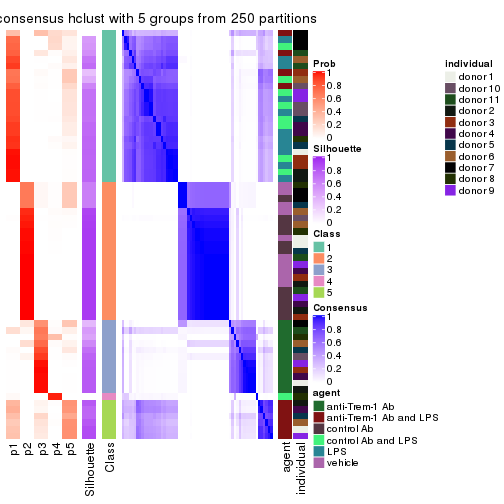 consensus hclust with 5 groups from 250 partitions
Prob
1
0.8
0.6
0.4
0.2
0
Silhouette
1
0.8
0.6
0.4
0.2
0
Class
1
2
3
4
5
Consensus
1
0.8
0.6
0.4
0.2
0
agent
anti-Trem-1 Ab
anti-Trem-1 Ab and LPS
control Ab
control Ab and LPS
LPS
vehicle
individual
donor 1
donor 10
donor 11
donor 2
donor 3
donor 4
donor 5
donor 6
donor 7
donor 8
donor 9
p1
p2
p3
p4
p5
Silhouette
Class
agent
individual